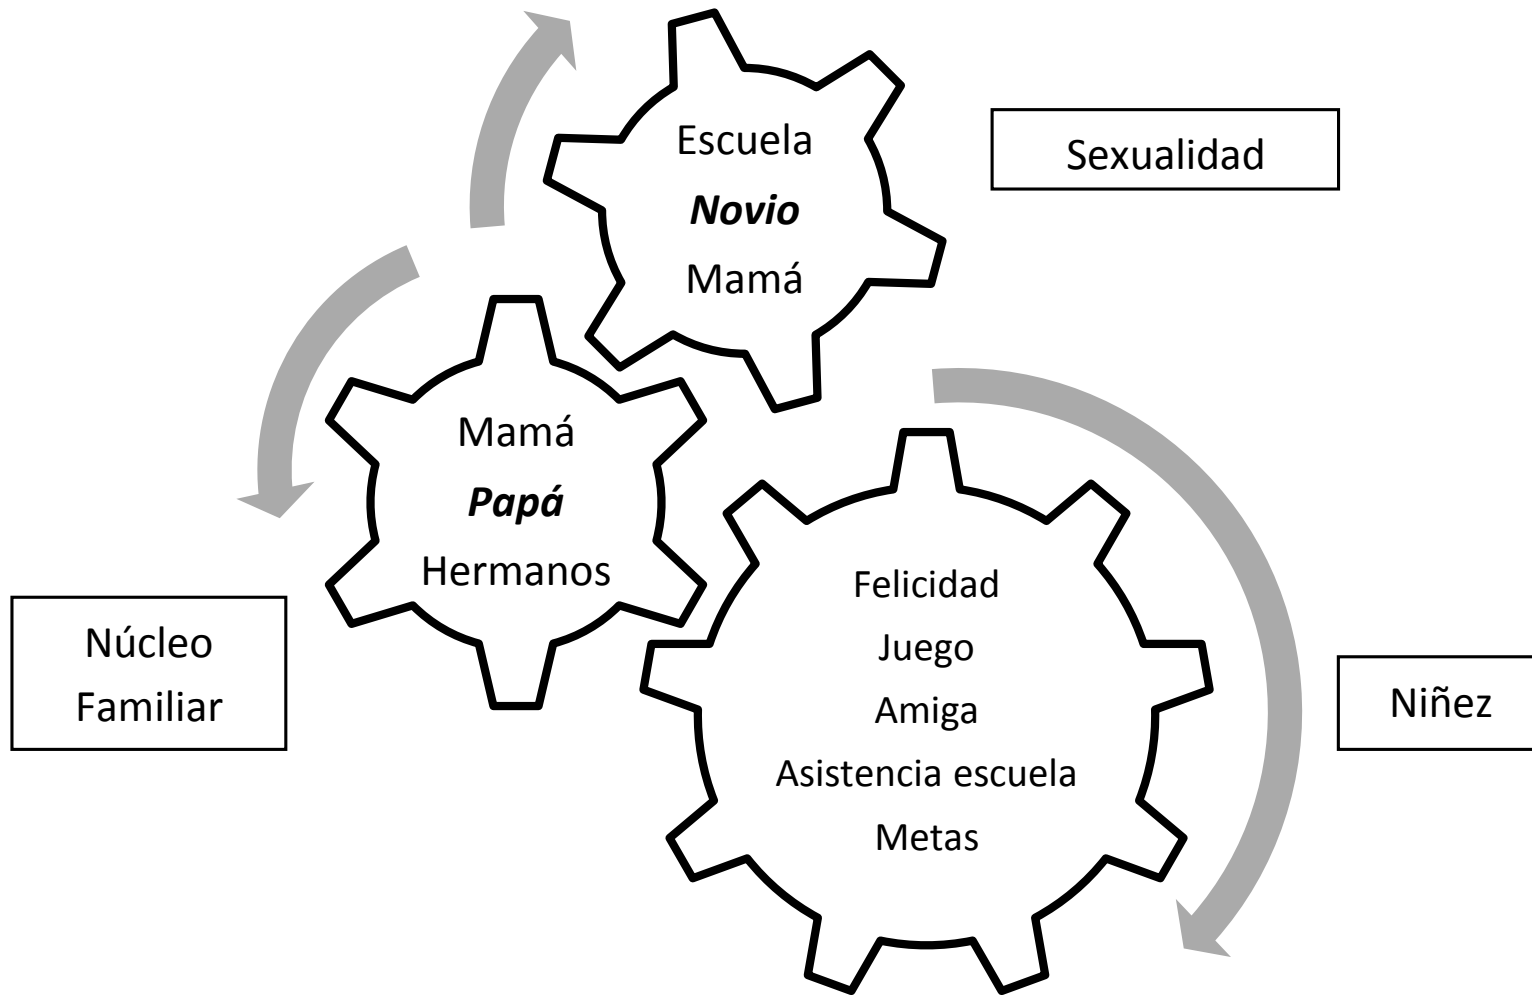 Escuela
Novio
Mamá
Sexualidad
Mamá
Papá
Hermanos
Núcleo
Familiar
Felicidad
Juego
Amiga
Asistencia escuela
Metas
Niñez